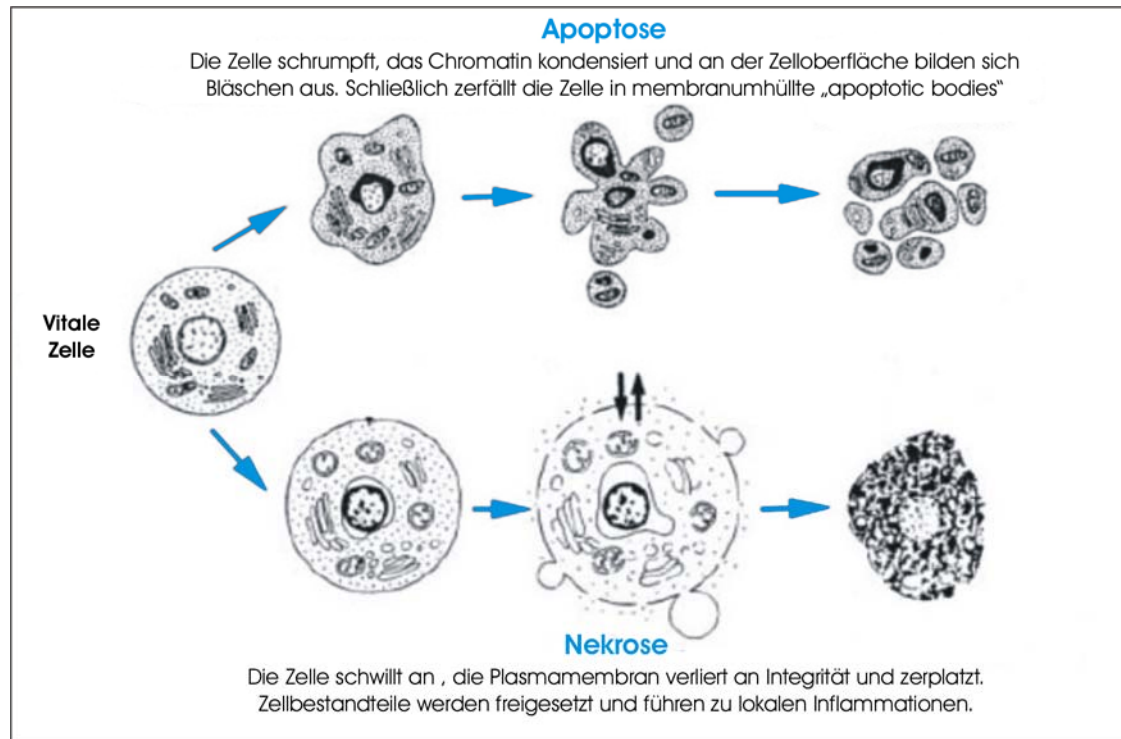 Apoptose
Die Zelle schrumpft, das Chromatin kondensiert und an der Zelloberfläche bilden sich
Bläschen aus. Schließlich zerfällt die Zelle in membranumhüllte „apoptotic bodies“
Vitale
Zelle
Nekrose
Die Zelle schwillt an , die Plasmamembran verliert an Integrität und zerplatzt.
Zellbestandteile werden freigesetzt und führen zu lokalen Inflammationen.